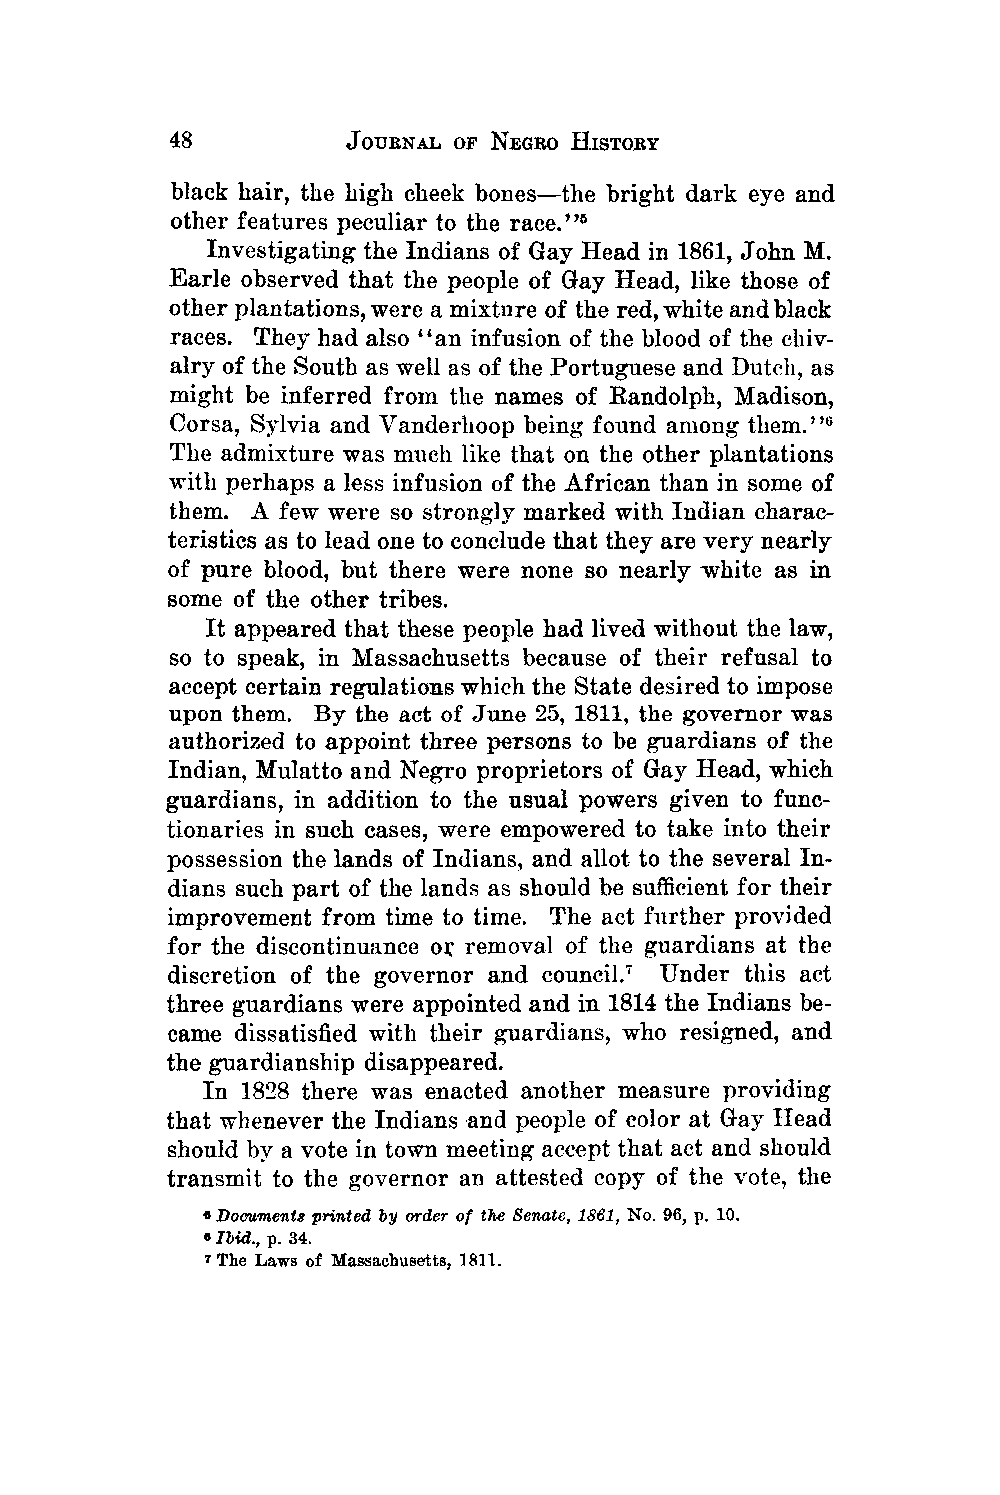 48 JOURNAL OF NEGRO HISTORY
black hair, the high cheek bones—the bright dark eye and
other features peculiar to the race.''5
Investigating the Indians of Gay Head in 1861, John M.
Earle observed that the people of Gay Head, like those of
other plantations, were a mixture of the red, white and black
races. They had also ‘‘an infusion of the blood of the chiv-
alry of the South as well as of the Portuguese and Dutch, as
might be inferred from the names of Randolph, Madison,
Corsa, Sylvia and Vanderhoop being found among them.''6
The admixture was much like that on the other plantations
with perhaps a less infusion of the African than in some of
them. A few were so strongly marked with Indian charac-
teristics as to lead one to conclude that they are very nearly
of pure blood, but there were none so nearly white as in
some of the other tribes.
It appeared that these people had lived without the law,
so to speak, in Massachusetts because of their refusal to
accept certain regulations which the State desired to impose
upon them. By the act of June 25, 1811, the governor was
authorized to appoint three persons to be guardians of the
Indian, Mulatto and Negro proprietors of Gay Head, which
guardians, in addition to the usual powers given to func-
tionaries in such cases, were empowered to take into their
possession the lands of Indians, and allot to the several In-
dians such part of the lands as should be sufficient for their
improvement from time to time. The act further provided
for the discontinuance or removal of the guardians at the
discretion of the governor and council.7 Under this act
three guardians were appointed and in 1814 the Indians be-
came dissatisfied with their guardians, who resigned, and
the guardianship disappeared.
In 1828 there was enacted another measure providing
that whenever the Indians and people of color at Gay Head
should by a vote in town meeting accept that act and should
transmit to the governor an attested copy of the vote, the
5 Documents printed by order of the Senate, 1861, No. 96, p. 10.
6 Ibid., p. 34.
7 The Laws of Massachusetts, 1811.